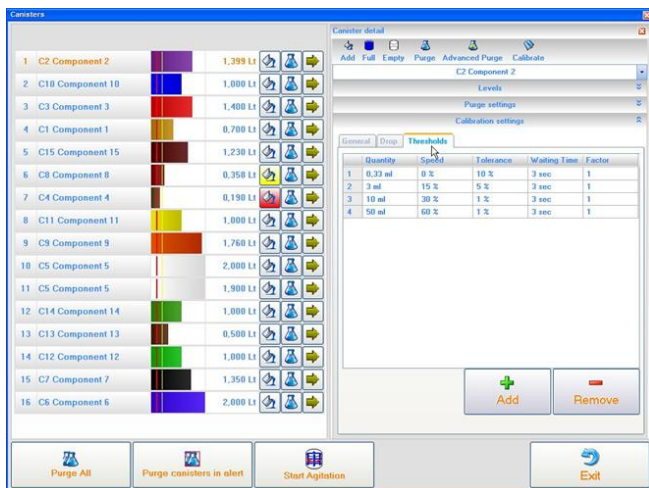 Canisters
Canister detail
Add Full Empty Purge Advanced Purge Calibrate
C2 Component 2
Levels
Purge settings
Calibration settings
General Drop Thresholds
Quantity Speed Tolerance Waiting Time Factor
1 0,33 ml 0 % 10 % 3 sec 1
2 3 ml 15 % 5 % 3 sec 1
3 10 ml 30 % 1 % 3 sec 1
4 50 ml 60 % 1 % 3 sec 1
Add Remove
1 C2 Component 2 1,399 Lt
2 C10 Component 10 1,000 Lt
3 C3 Component 3 1,400 Lt
4 C1 Component 1 0,700 Lt
5 C15 Component 15 1,230 Lt
6 C8 Component 8 0,350 Lt
7 C4 Component 4 0,190 Lt
8 C11 Component 11 1,000 Lt
9 C9 Component 9 1,760 Lt
10 C5 Component 5 2,000 Lt
11 C5 Component 5 1,900 Lt
12 C14 Component 14 1,000 Lt
13 C13 Component 13 0,500 Lt
14 C12 Component 12 1,000 Lt
15 C7 Component 7 1,350 Lt
16 C6 Component 6 2,000 Lt
Purge All Purge canisters in alert Start Agitation Exit